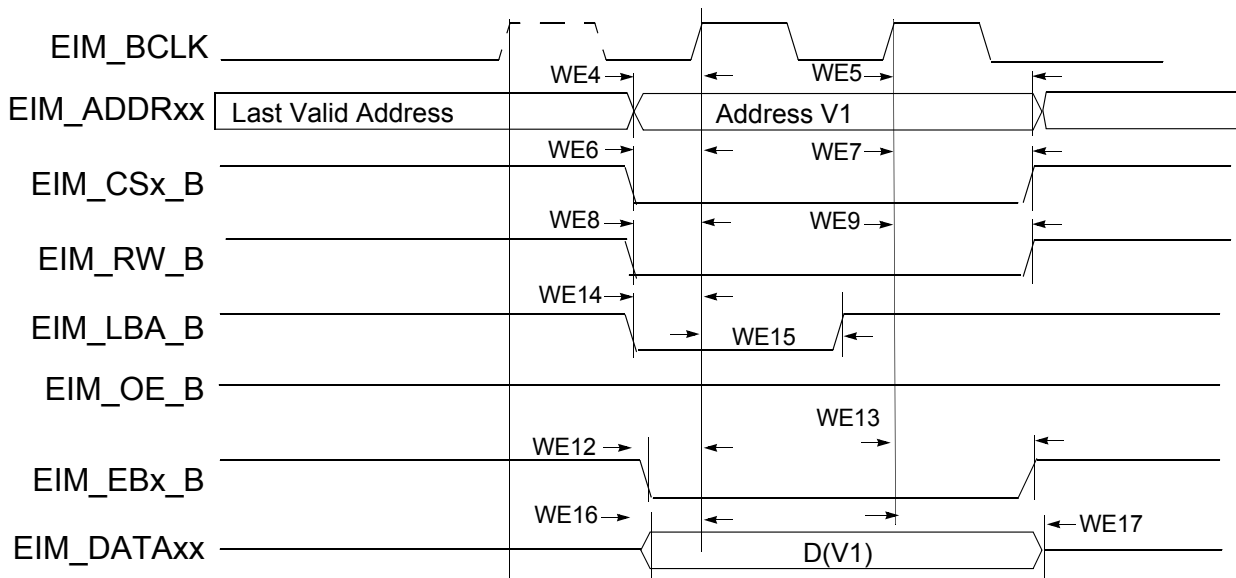 EIM_BCLK
WE4 WE5
EIM_ADDRxx Last Valid Address Address V1
WE6 WE7
EIM_CSx_B
WE8 WE9
EIM_RW_B
WE14
EIM_LBA_B WE15
EIM_OE_B
WE13
WE12
EIM_EBx_B
WE16 WE17
EIM_DATAxx D(V1)